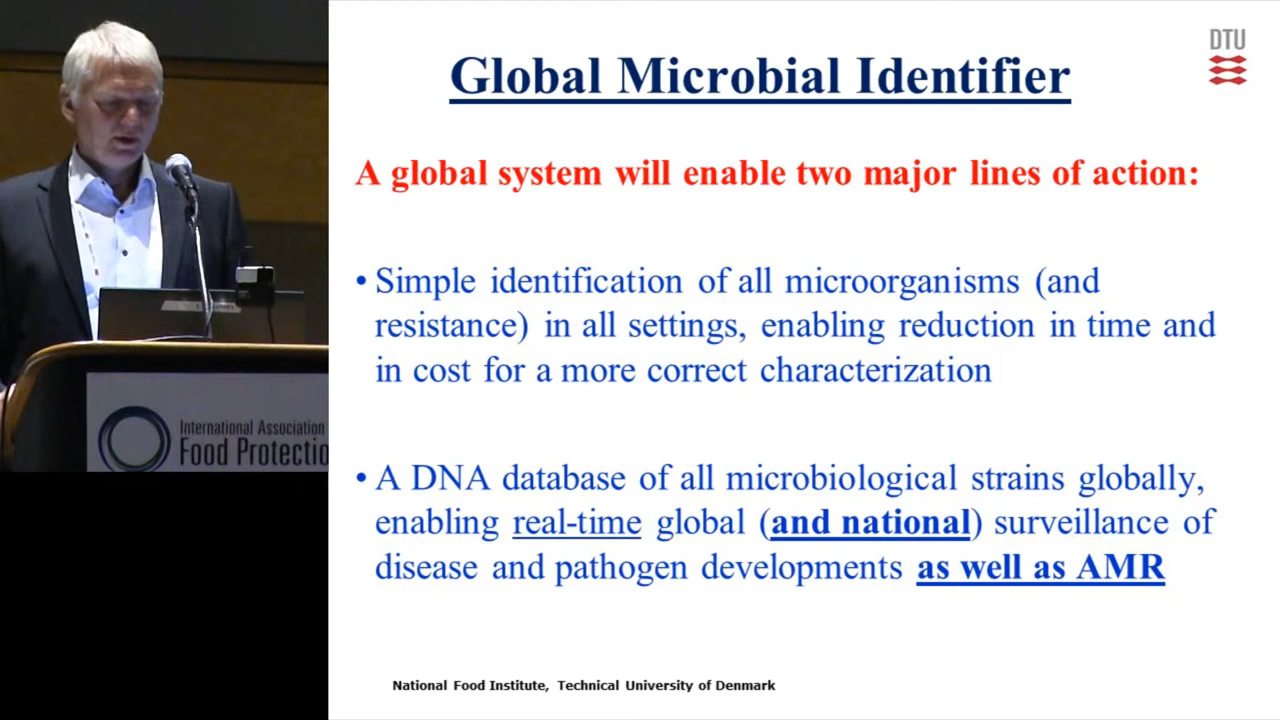 Global Microbial Identifier
DTU
A global system will enable two major lines of action:
• Simple identification of all microorganisms (and
resistance) in all settings, enabling reduction in time and
in cost for a more correct characterization
• A DNA database of all microbiological strains globally,
enabling real-time global (and national) surveillance of
disease and pathogen developments as well as AMR
National Food Institute, Technical University of Denmark
International Association
Food Protectio